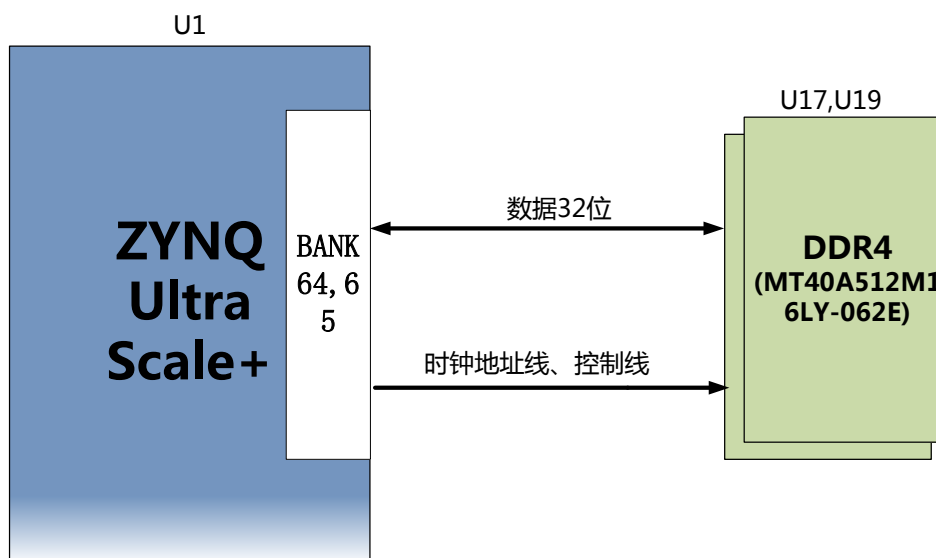 U1
U17,U19
ZYNQ
Ultra
Scale+
BANK
64,6
5
数据32位
时钟地址线、控制线
DDR4
(MT40A512M1
6LY-062E)